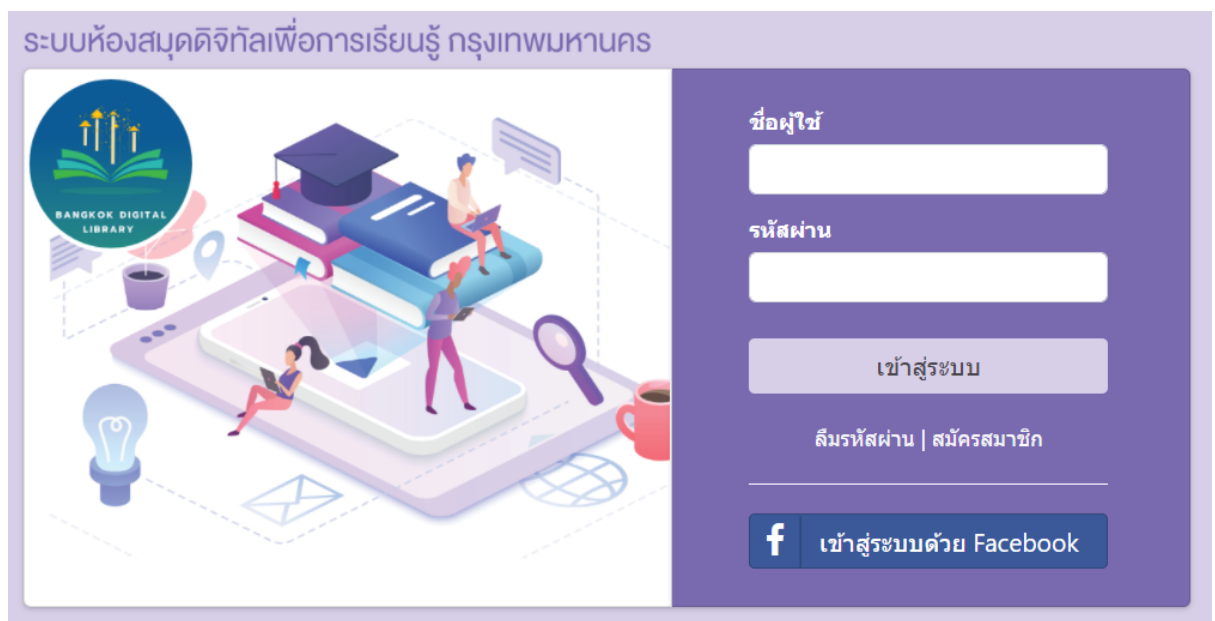 ระบบห้องสมุดดิจิทัลเพื่อการเรียนรู้ กรุงเทพมหานคร
BANGKOK DIGITAL
LIBRARY
ชื่อผู้ใช้
รหัสผ่าน
เข้าสู่ระบบ
ลืมรหัสผ่าน | สมัครสมาชิก
f เข้าสู่ระบบด้วย Facebook